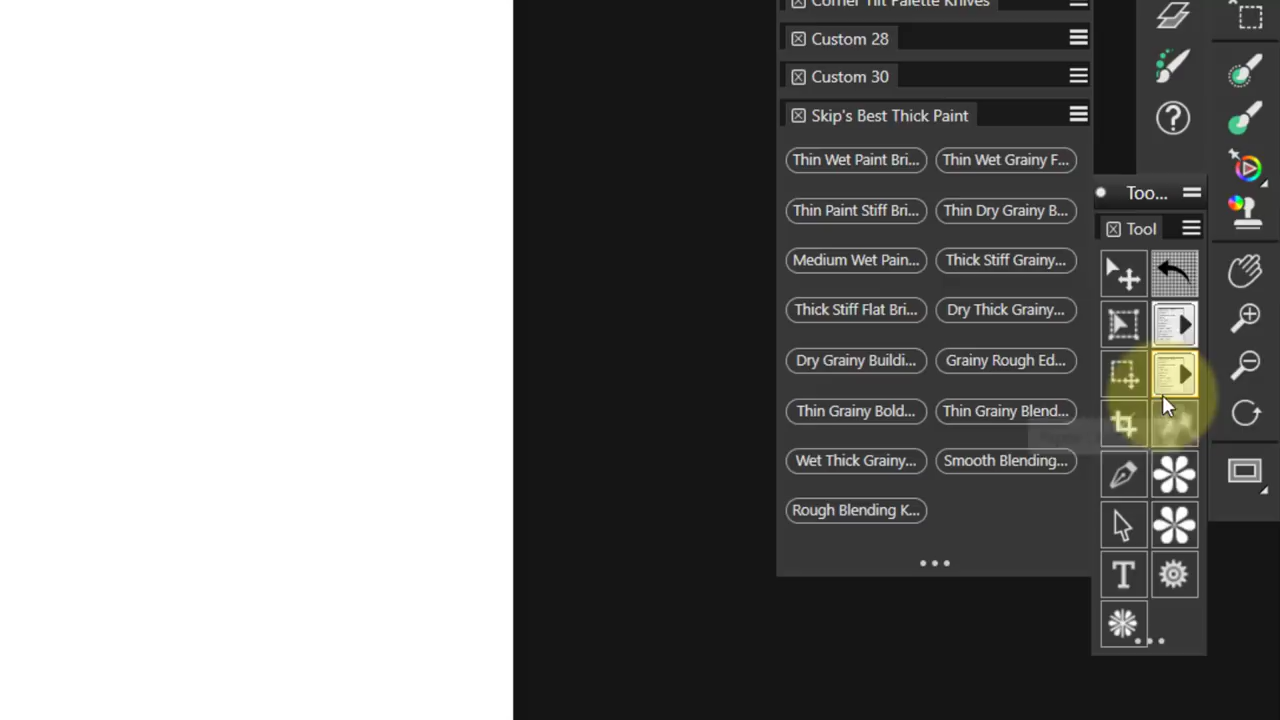 Corner Tilt Palette Knives
Custom 28
Custom 30
Skip's Best Thick Paint
Thin Wet Paint Bri... Thin Wet Grainy F...
Thin Paint Stiff Bri... Thin Dry Grainy B...
Medium Wet Pain... Thick Stiff Grainy...
Thick Stiff Flat Bri... Dry Thick Grainy...
Dry Grainy Buildi... Grainy Rough Ed...
Thin Grainy Bold... Thin Grainy Blend...
Wet Thick Grainy... Smooth Blending...
Rough Blending K...
Too...
Tool
T